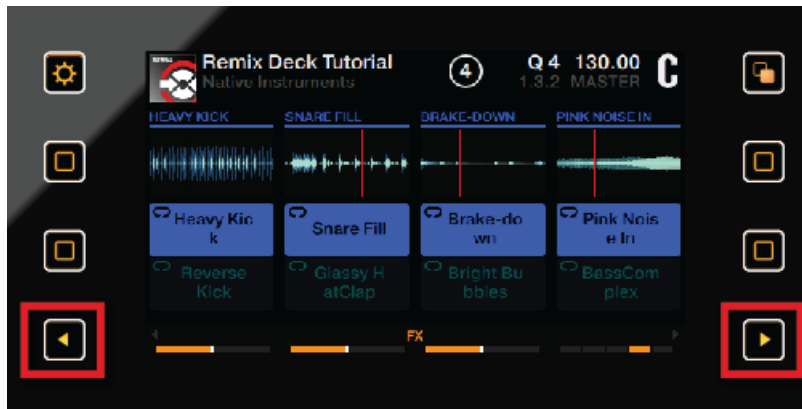 Remix Deck Tutorial
Native Instruments
4
Q 4 130.00
1.3.2 MASTER
C
HEAVY KICK SNARE FILL BRAKE-DOWN PINK NOISE IN
Heavy Kic
k
Snare Fill
Brake-do
wn
Pink Nois
e In
Reverse
Kick
Glassy H
atClap
Bright Bu
bbles
BassCom
plex
FX